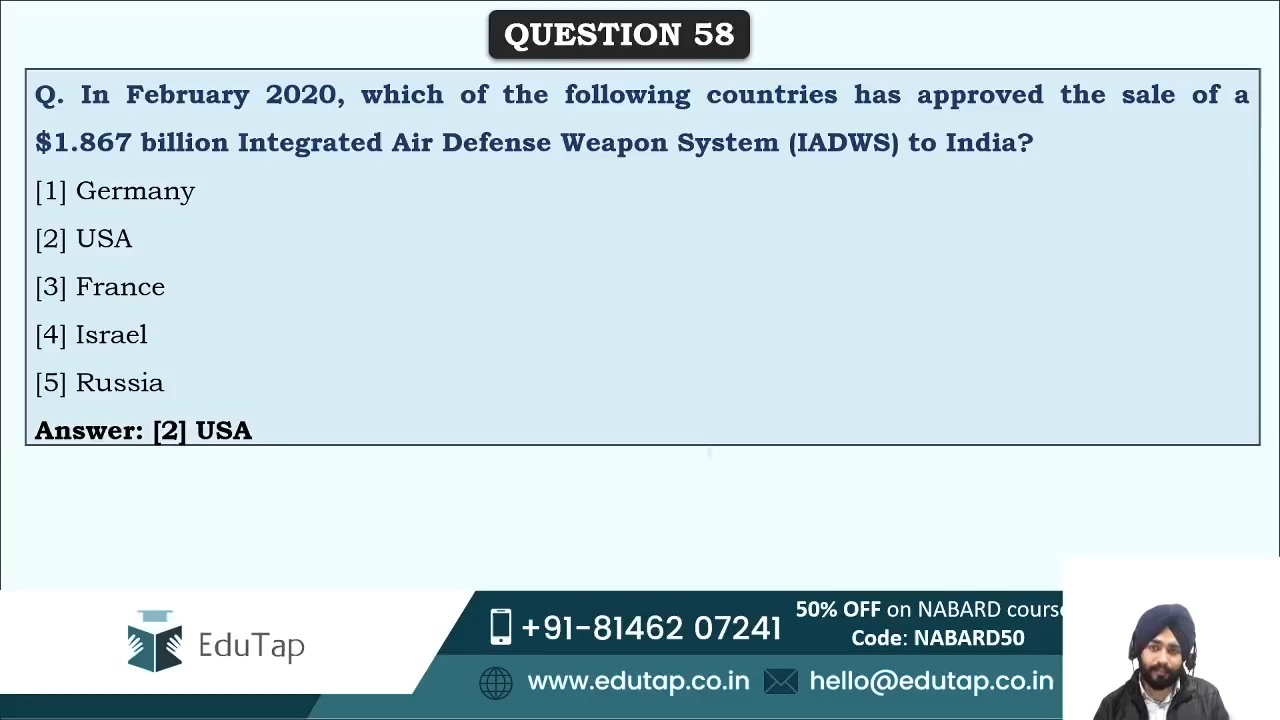 QUESTION 58
Q. In February 2020, which of the following countries has approved the sale of a
$1.867 billion Integrated Air Defense Weapon System (IADWS) to India?
[1] Germany
[2] USA
[3] France
[4] Israel
[5] Russia
Answer: [2] USA
EduTap
+91-81462 07241
50% OFF on NABARD course
Code: NABARD50
www.edutap.co.in
hello@edutap.co.in